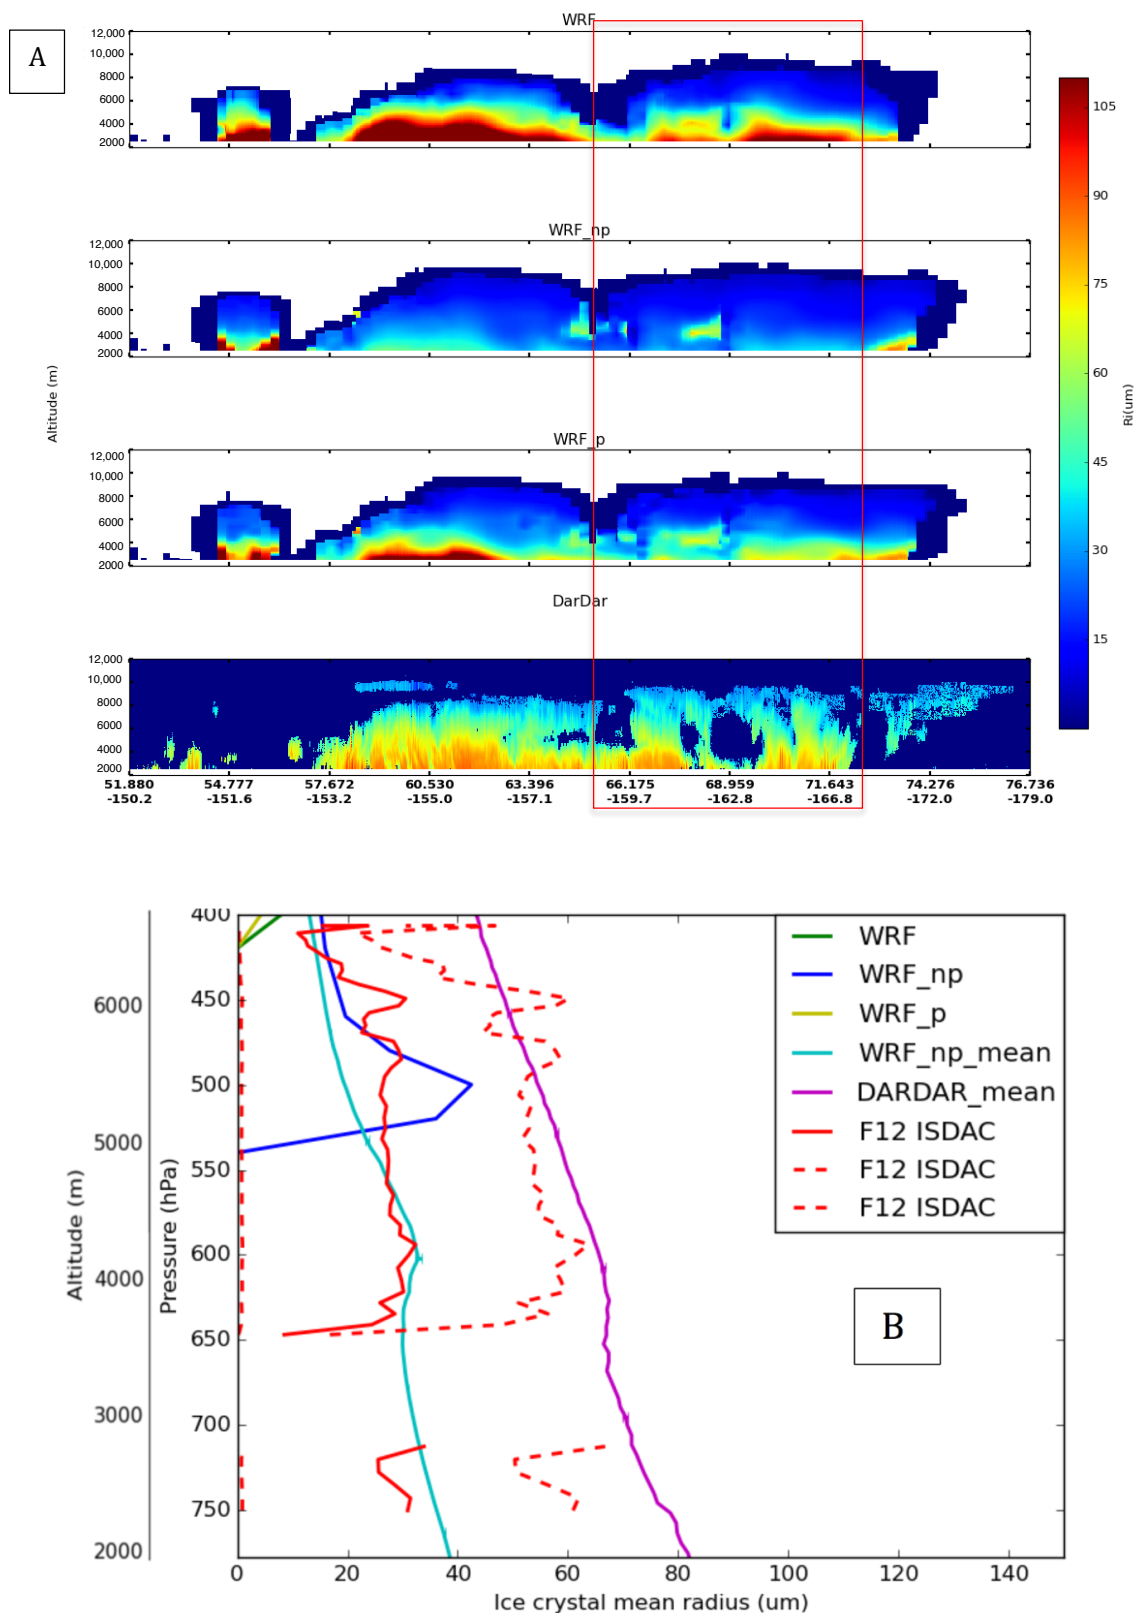 A
WRF
12,000
10,000
8000
6000
4000
2000
WRF_np
12,000
10,000
8000
6000
4000
2000
WRF_p
12,000
10,000
8000
6000
4000
2000
DarDar
12,000
10,000
8000
6000
4000
2000
Altitude (m)
51.880 54.777 57.672 60.530 63.396 66.175 68.959 71.643 74.276 76.736
-150.2 -151.6 -153.2 -155.0 -157.1 -159.7 -162.8 -166.8 -172.0 -179.0
105
90
75
60
45
30
15
Ri(um)
400
450
500
550
600
650
700
750
Pressure (hPa)
6000
5000
4000
3000
2000
Altitude (m)
WRF
WRF_np
WRF_p
WRF_np_mean
DARDAR_mean
F12 ISDAC
F12 ISDAC
F12 ISDAC
B
0 20 40 60 80 100 120 140
Ice crystal mean radius (um)